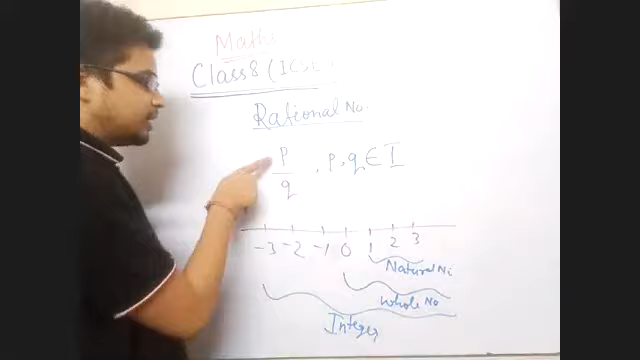 Maths
Class 8 (ICSE
Rational No.
P/q , P, q ∈ I
-3 -2 -1 0 1 2 3
Natural No
Whole No
Integer